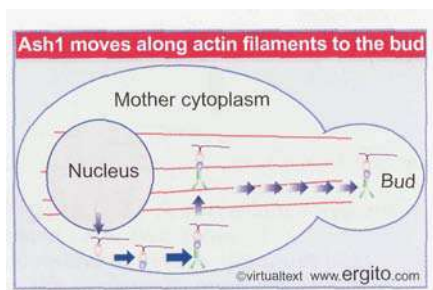 Ash1 moves along actin filaments to the bud
Mother cytoplasm
Nucleus
Bud
©virtualtext www.ergito.com